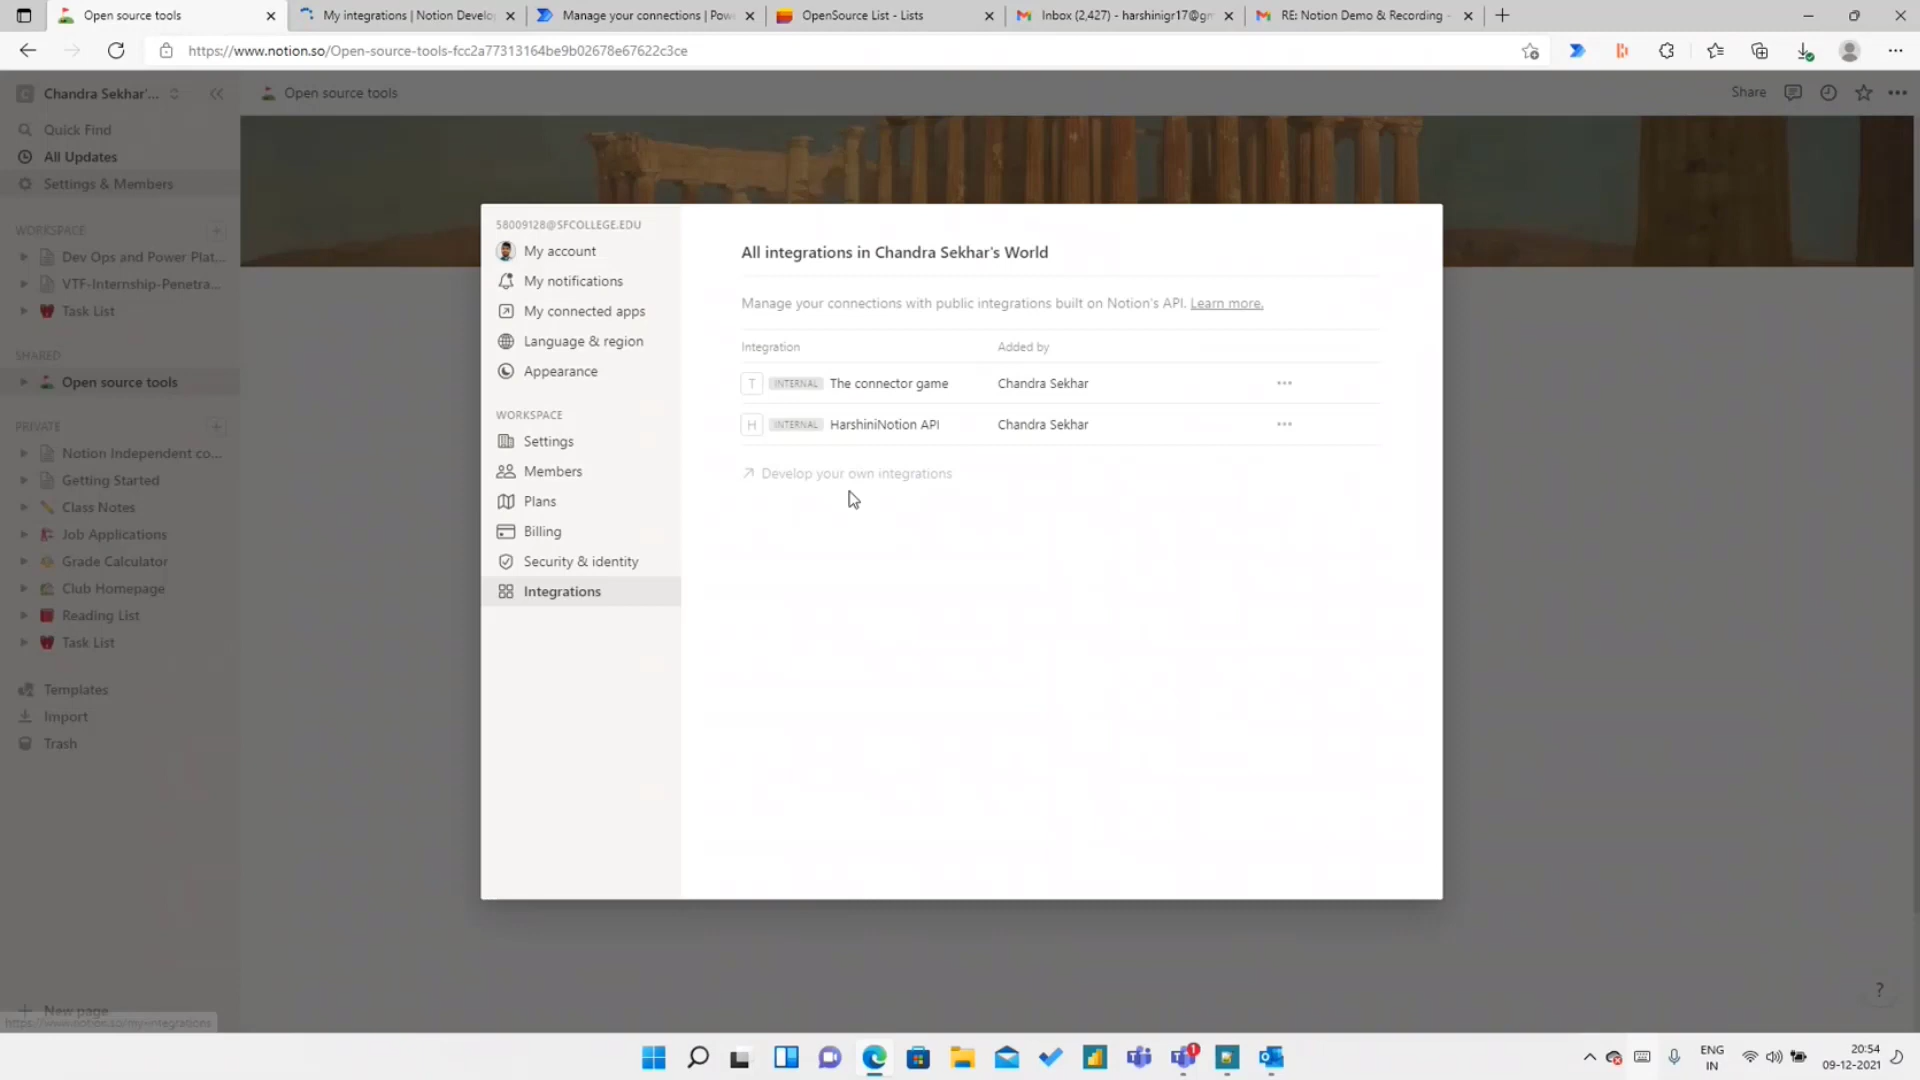 Open source tools
My integrations | Notion Develo
Manage your connections | Pow
OpenSource List - Lists
Inbox (2,427) - harshinigr17@gm
RE: Notion Demo & Recording -
https://www.notion.so/Open-source-tools-fcc2a77313164be9b02678e67622c3ce
Chandra Sekhar'...
Open source tools
Share
Quick Find
All Updates
Settings & Members
WORKSPACE
Dev Ops and Power Plat...
VTF-Internship-Penetra...
Task List
SHARED
Open source tools
PRIVATE
Notion Independent co...
Getting Started
Class Notes
Job Applications
Grade Calculator
Club Homepage
Reading List
Task List
Templates
Import
Trash
New page
https://www.notion.so/my-integrations
58009128@SFCOLLEGE.EDU
My account
My notifications
My connected apps
Language & region
Appearance
WORKSPACE
Settings
Members
Plans
Billing
Security & identity
Integrations
All integrations in Chandra Sekhar's World
Manage your connections with public integrations built on Notion's API. Learn more.
Integration Added by
T INTERNAL The connector game Chandra Sekhar
H INTERNAL HarshiniNotion API Chandra Sekhar
Develop your own integrations
?
1
ENG
IN
20:54
09-12-2021